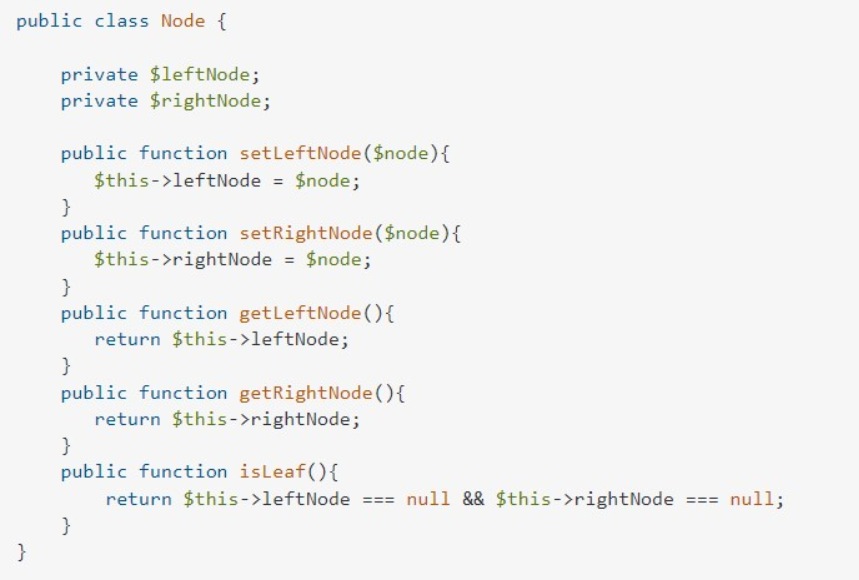 public class Node {
    private $leftNode;
    private $rightNode;
    public function setLeftNode($node){
       $this->leftNode = $node;
    }
    public function setRightNode($node){
       $this->rightNode = $node;
    }
    public function getLeftNode(){
       return $this->leftNode;
    }
    public function getRightNode(){
       return $this->rightNode;
    }
    public function isLeaf(){
        return $this->leftNode === null && $this->rightNode === null;
    }
}